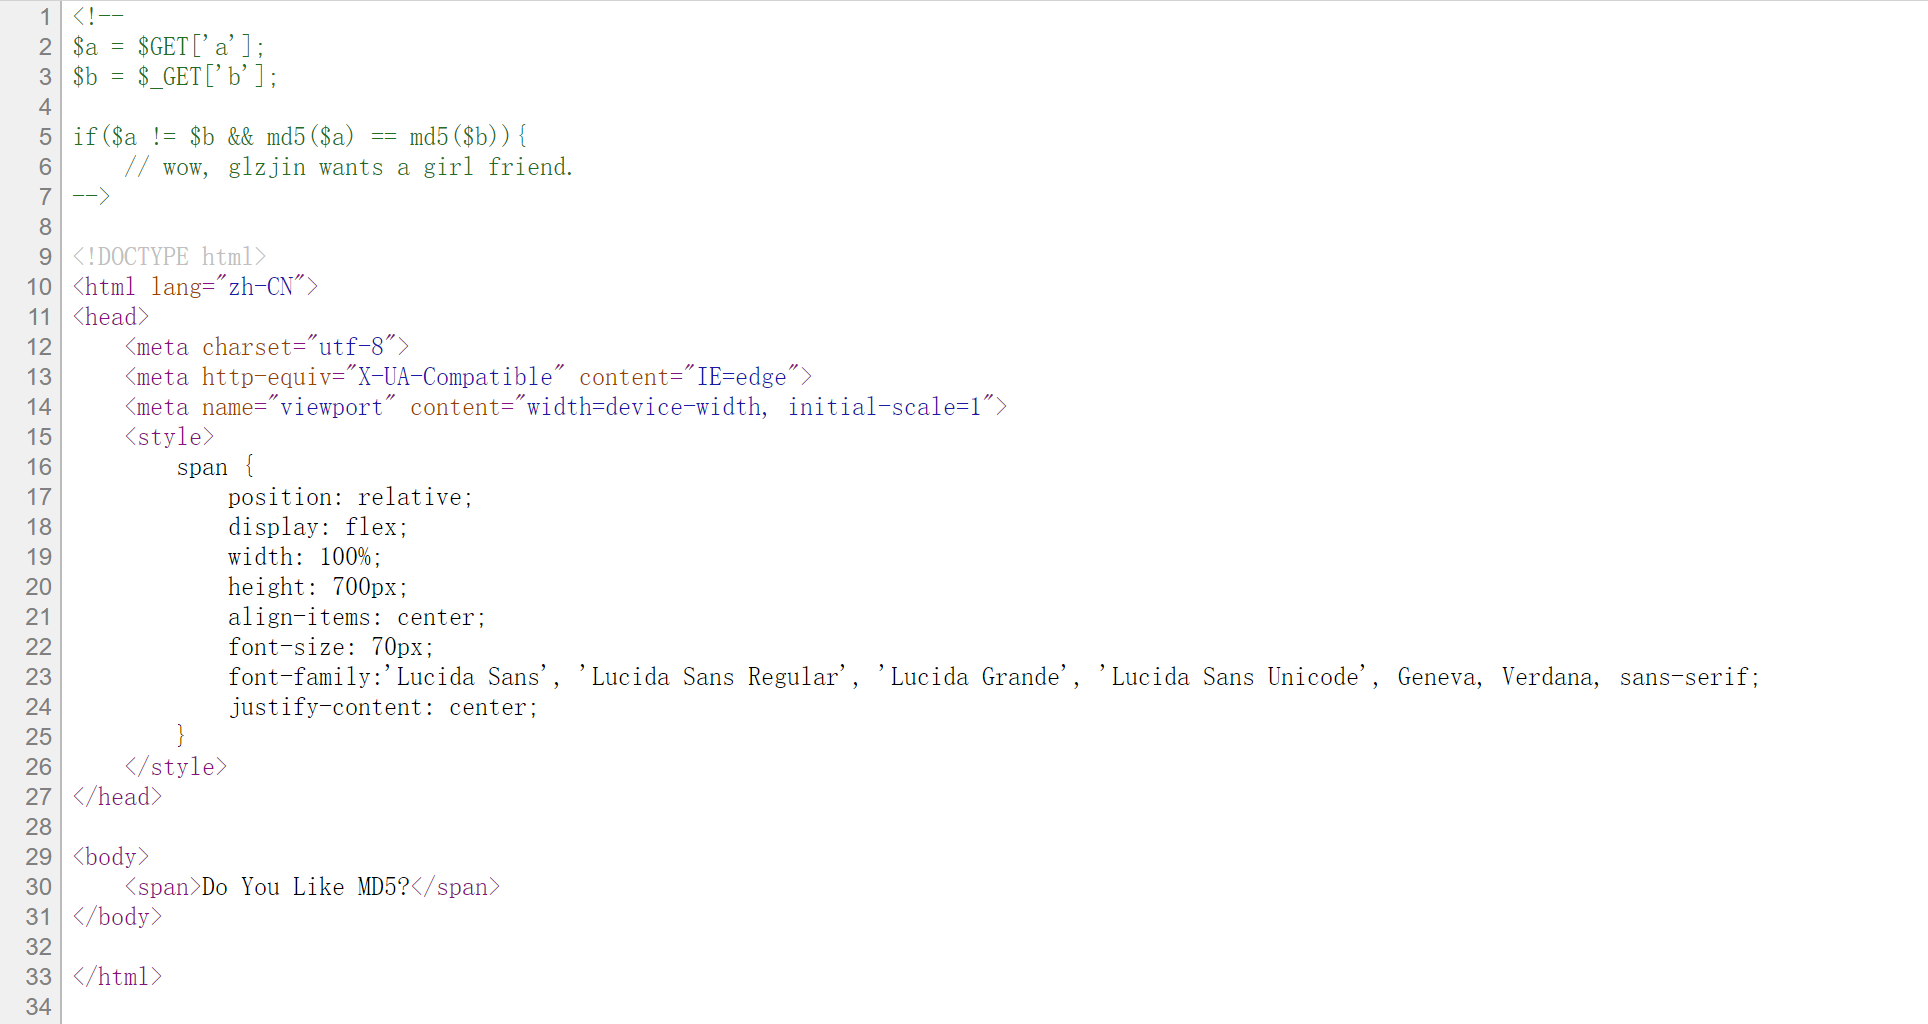 1 <!--
2 $a = $GET['a'];
3 $b = $_GET['b'];
4
5 if($a != $b && md5($a) == md5($b)){
6     // wow, glzjin wants a girl friend.
7 -->
8
9 <!DOCTYPE html>
10 <html lang="zh-CN">
11 <head>
12     <meta charset="utf-8">
13     <meta http-equiv="X-UA-Compatible" content="IE=edge">
14     <meta name="viewport" content="width=device-width, initial-scale=1">
15     <style>
16         span {
17             position: relative;
18             display: flex;
19             width: 100%;
20             height: 700px;
21             align-items: center;
22             font-size: 70px;
23             font-family:'Lucida Sans', 'Lucida Sans Regular', 'Lucida Grande', 'Lucida Sans Unicode', Geneva, Verdana, sans-serif;
24             justify-content: center;
25         }
26     </style>
27 </head>
28
29 <body>
30     <span>Do You Like MD5?</span>
31 </body>
32
33 </html>
34